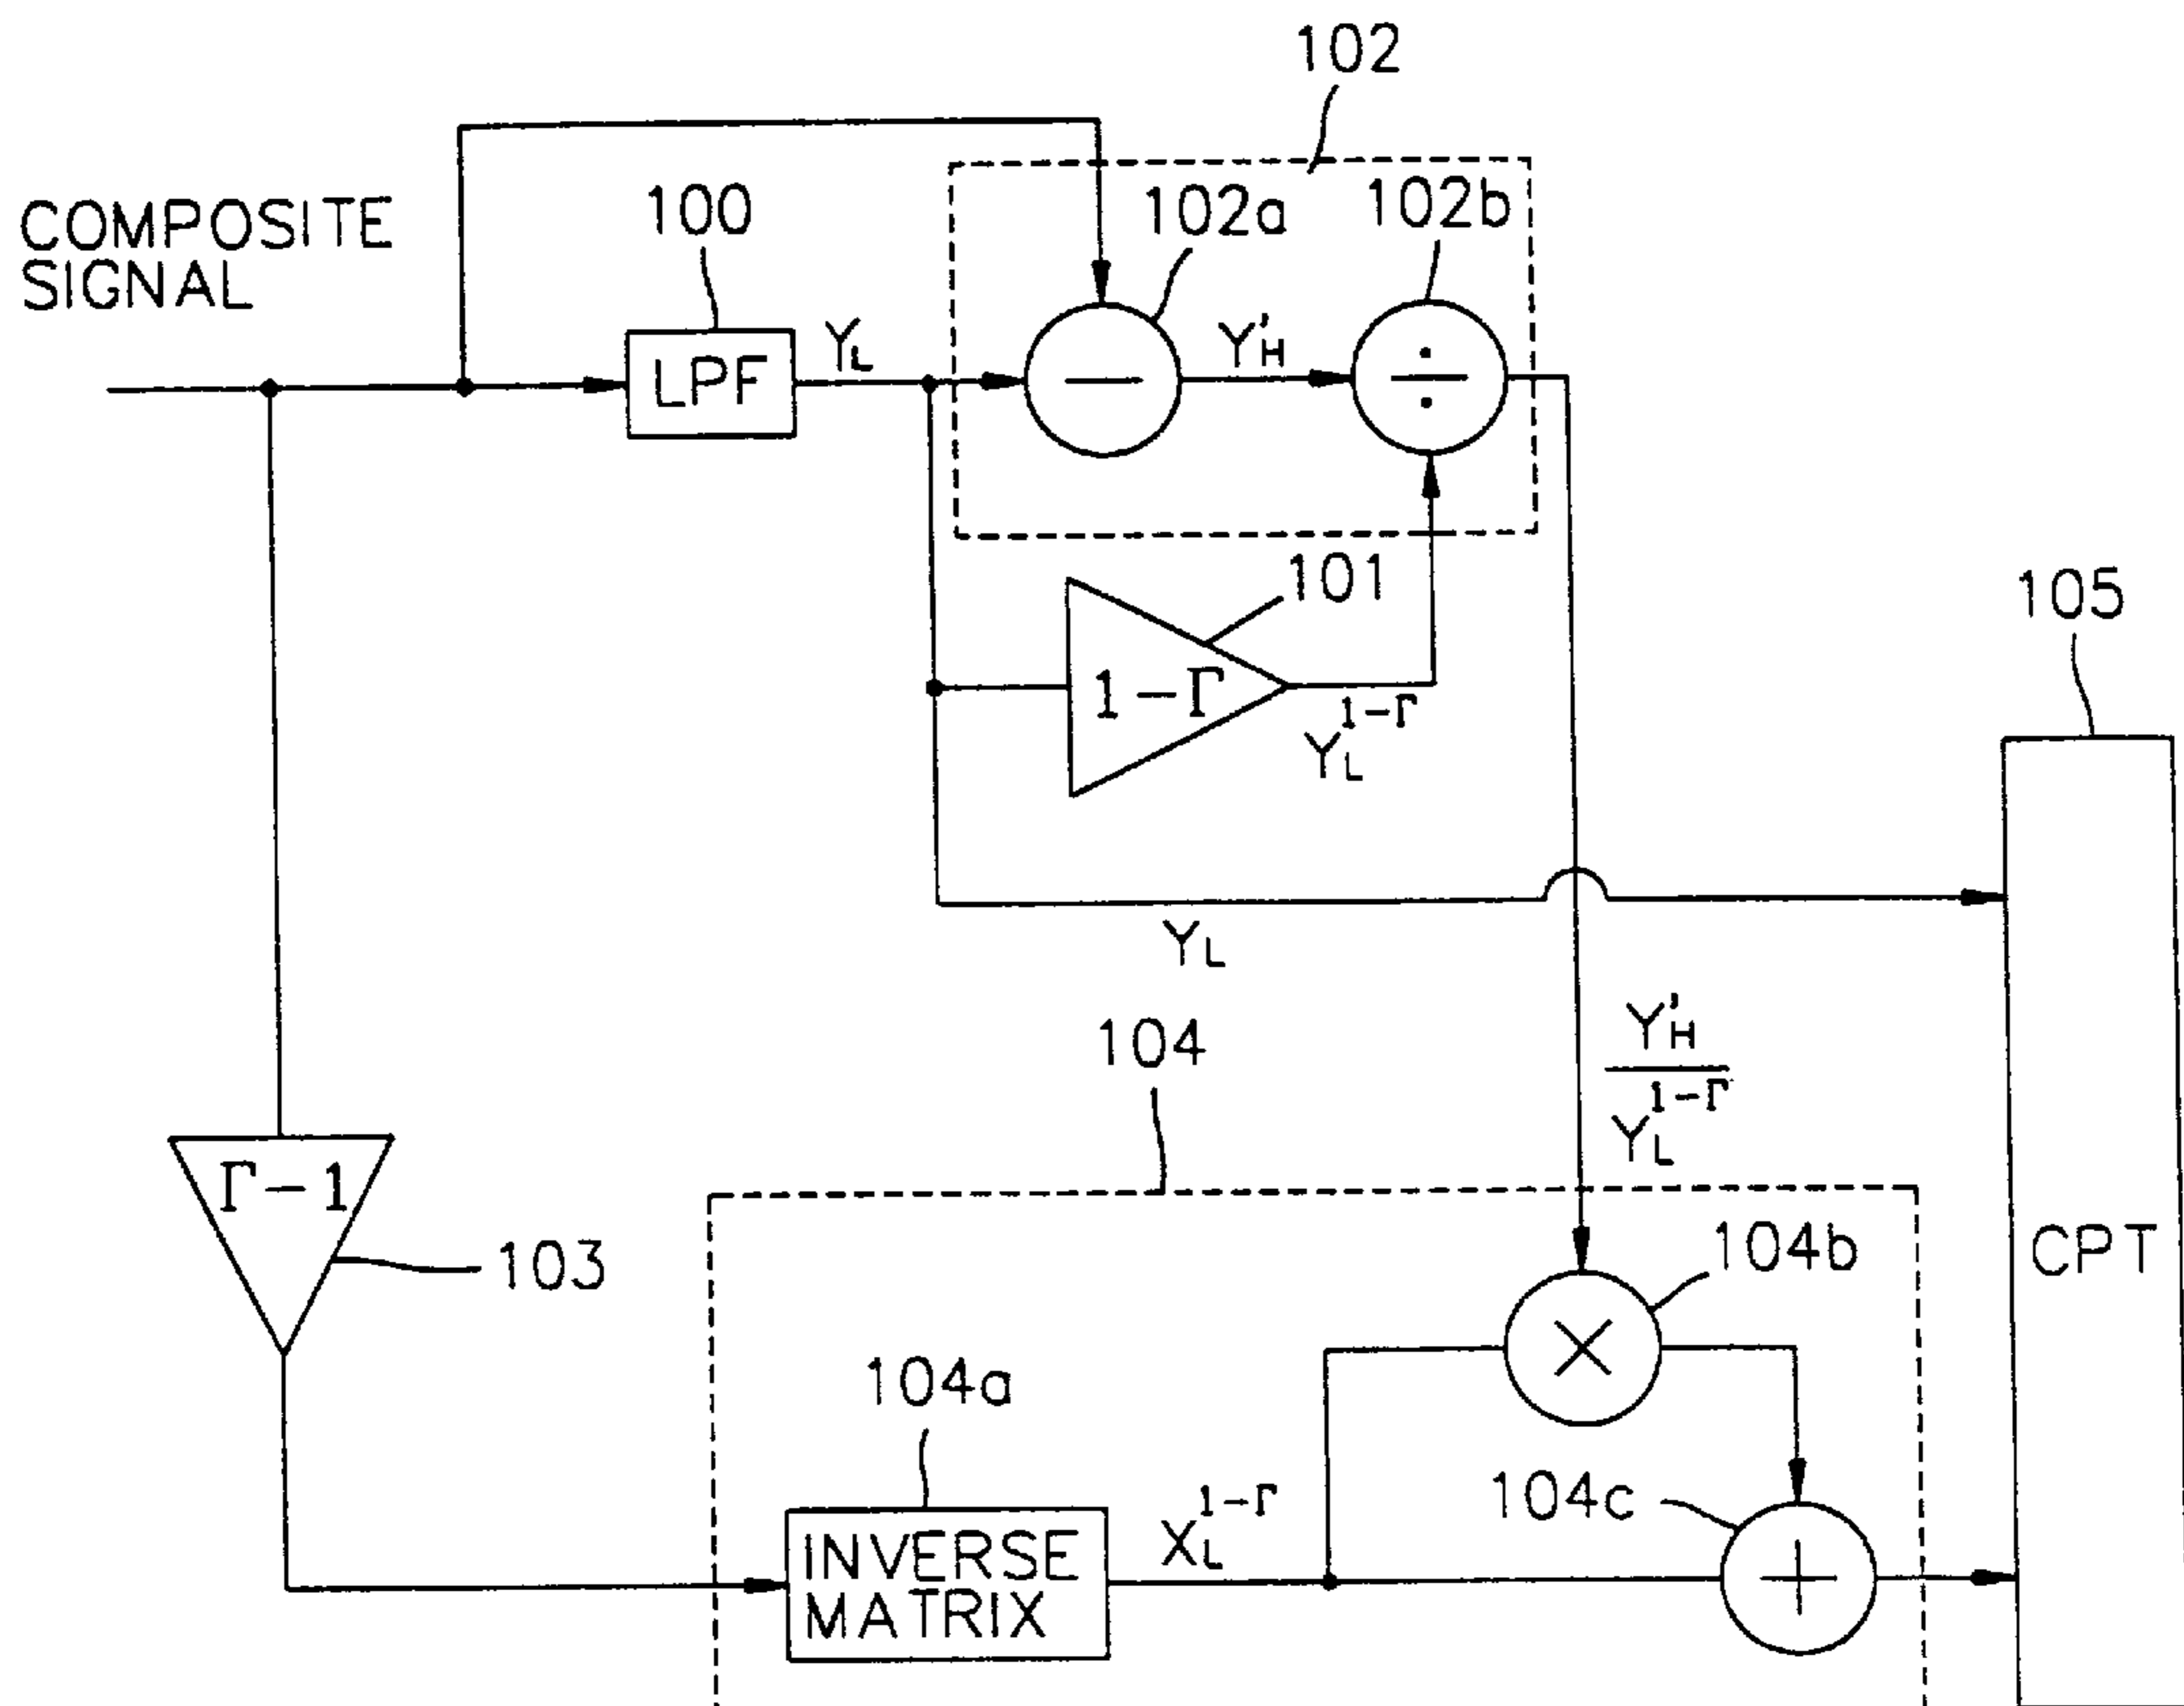 102
COMPOSITE
SIGNAL
100
102a
102b
LPF
Y_L
Y'_H
−
÷
101
1−Γ
Y_L^{1−Γ}
105
Y_L
104
Y'_H
Y_L^{1−Γ}
Γ−1
103
CPT
104b
×
104a
104c
INVERSE
MATRIX
X_L^{1−Γ}
+